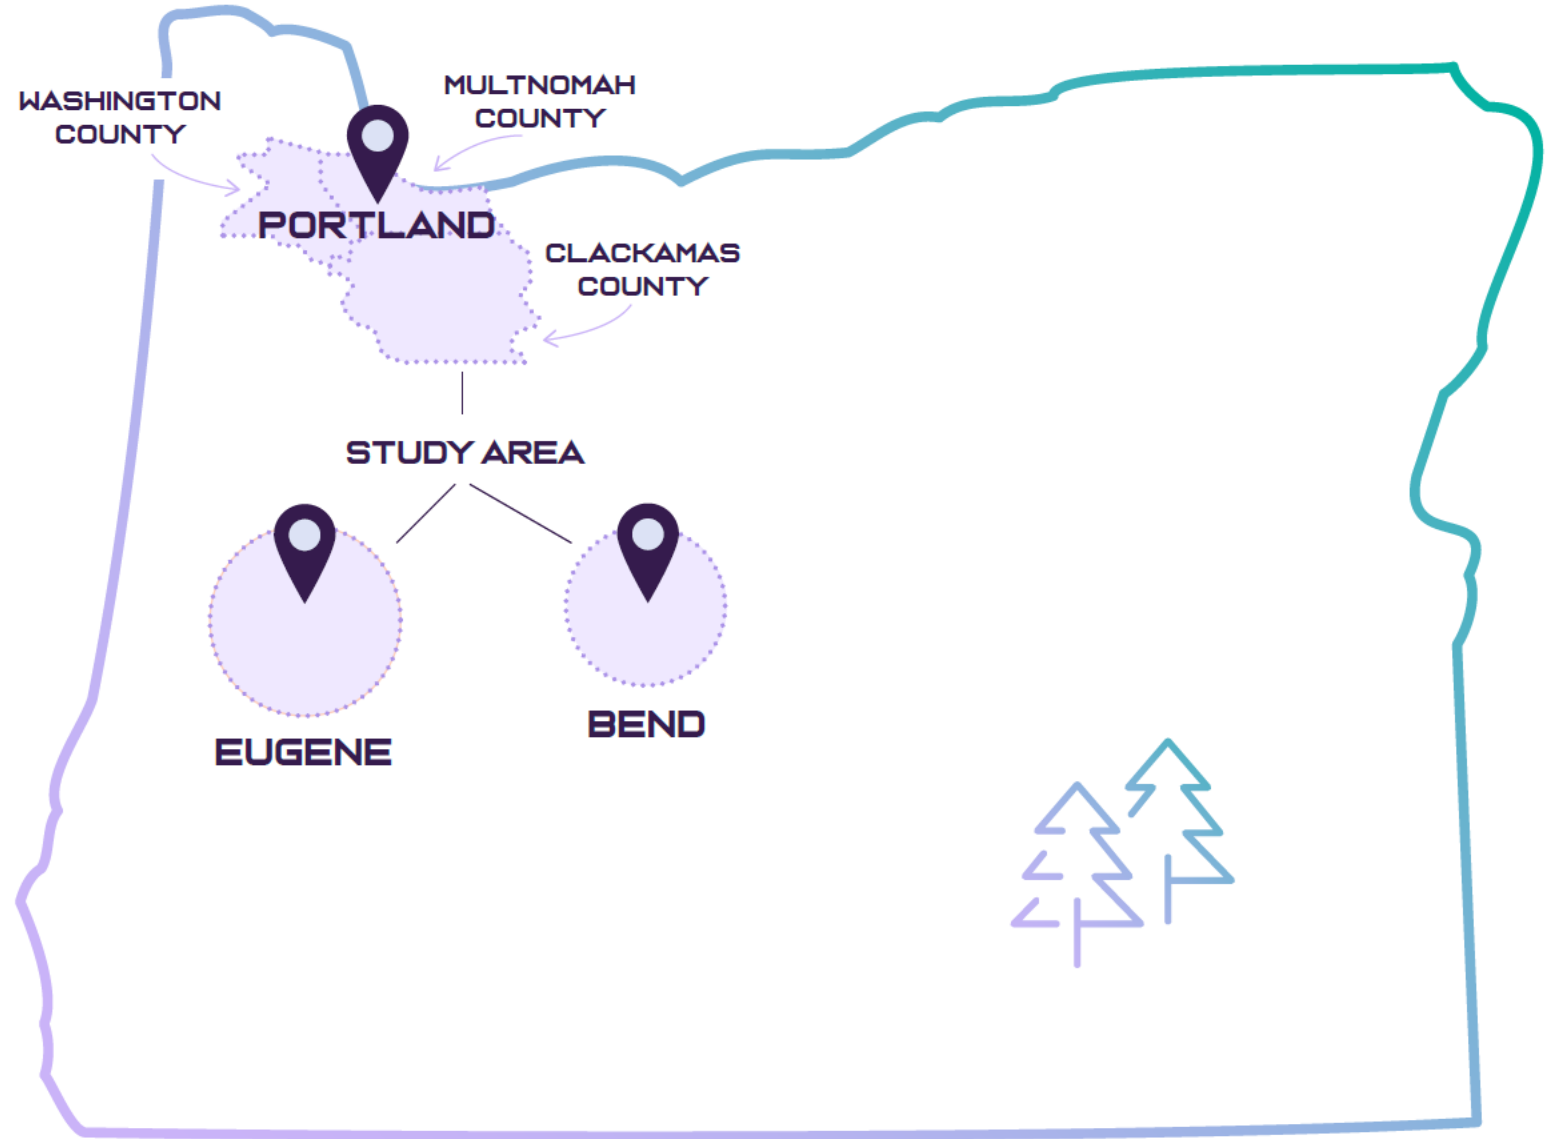 WASHINGTON
COUNTY
MULTNOMAH
COUNTY
PORTLAND
CLACKAMAS
COUNTY
STUDY AREA
EUGENE
BEND